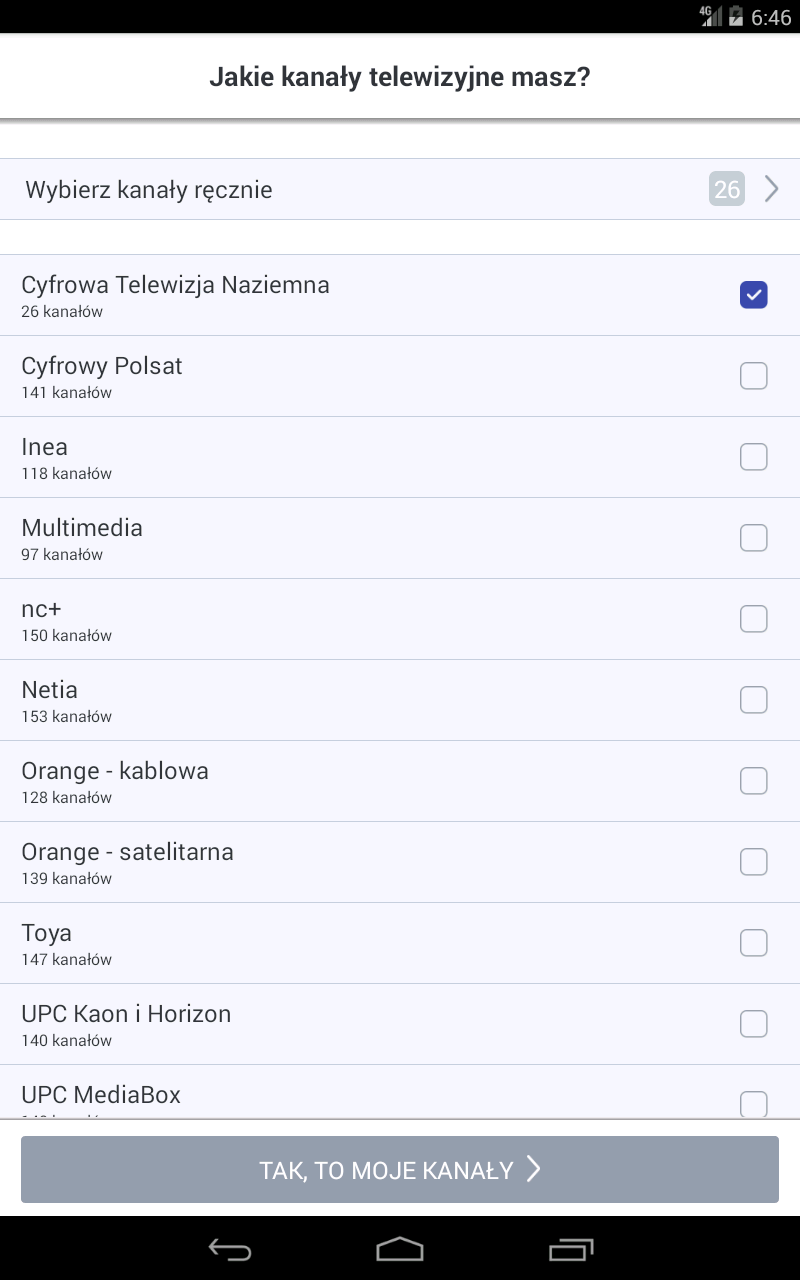 4G 6:46
Jakie kanały telewizyjne masz?
Wybierz kanały ręcznie 26
Cyfrowa Telewizja Naziemna
26 kanałów
Cyfrowy Polsat
141 kanałów
Inea
118 kanałów
Multimedia
97 kanałów
nc+
150 kanałów
Netia
153 kanałów
Orange - kablowa
128 kanałów
Orange - satelitarna
139 kanałów
Toya
147 kanałów
UPC Kaon i Horizon
140 kanałów
UPC MediaBox
TAK, TO MOJE KANAŁY